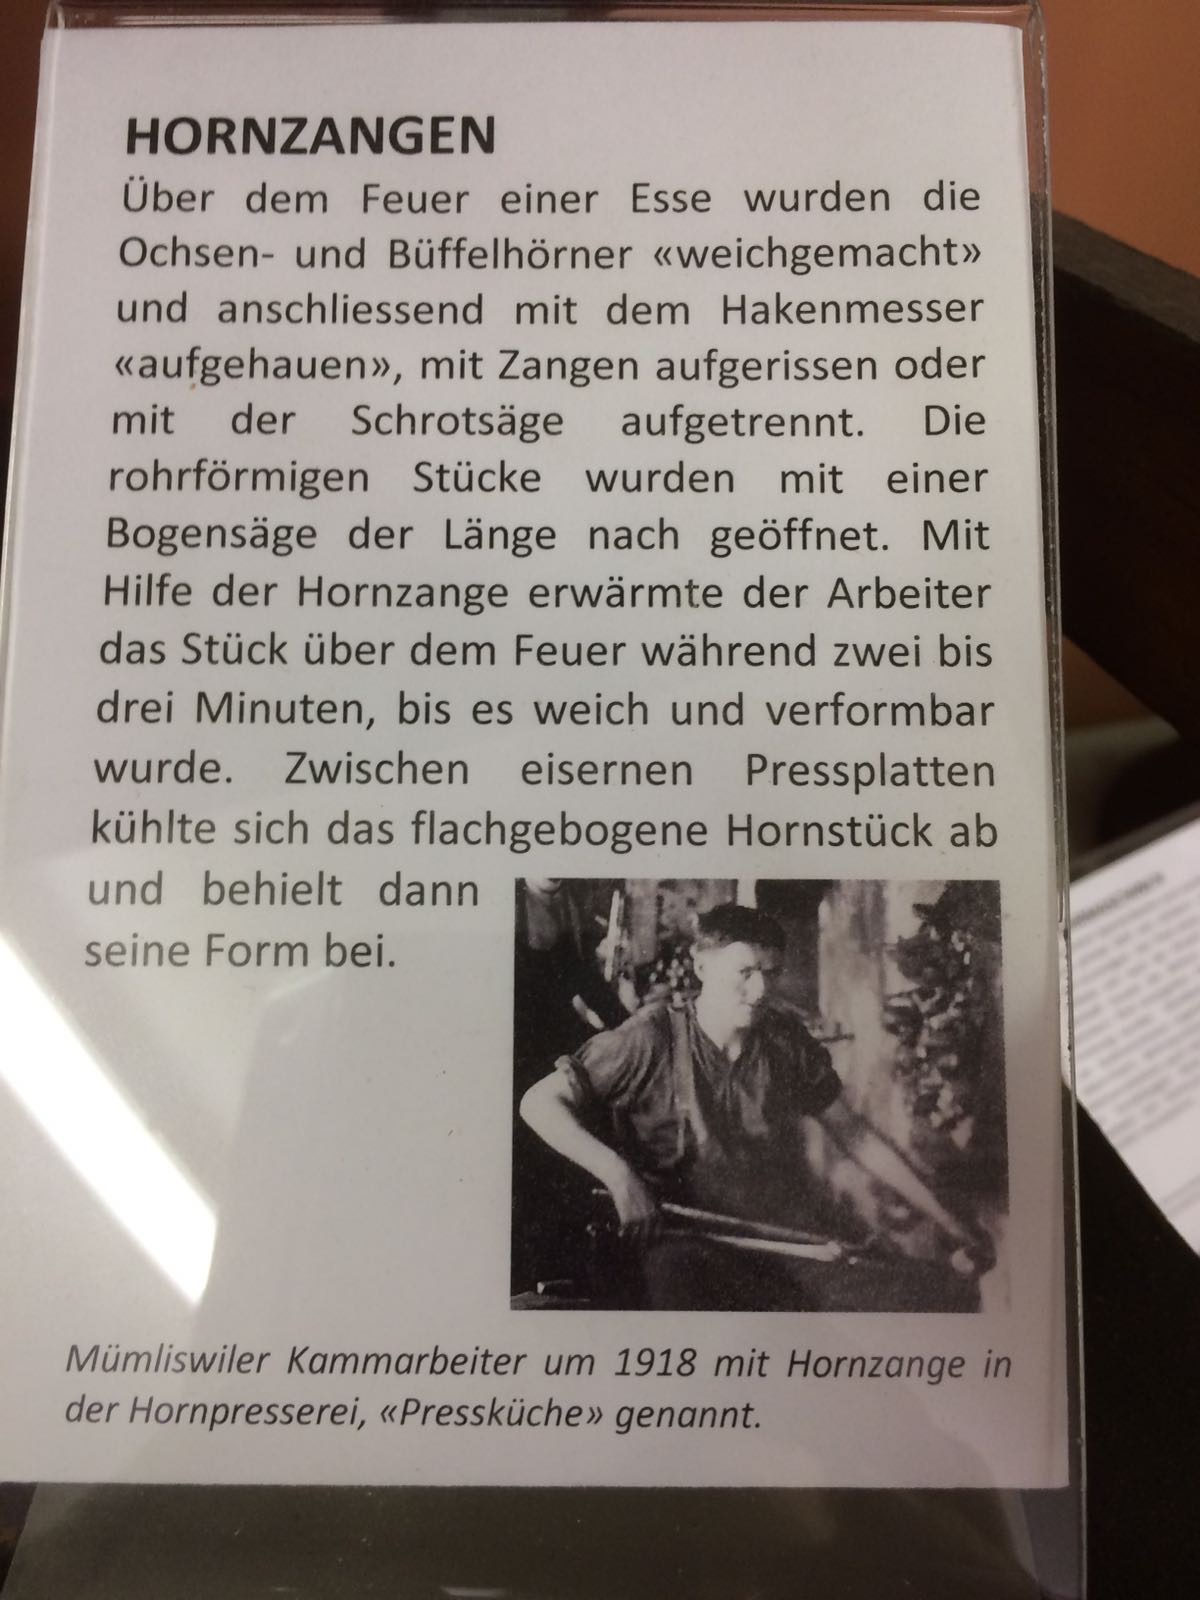 HORNZANGEN
Über dem Feuer einer Esse wurden die
Ochsen- und Büffelhörner «weichgemacht»
und anschliessend mit dem Hakenmesser
«aufgehauen», mit Zangen aufgerissen oder
mit der Schrotsäge aufgetrennt. Die
rohrförmigen Stücke wurden mit einer
Bogensäge der Länge nach geöffnet. Mit
Hilfe der Hornzange erwärmte der Arbeiter
das Stück über dem Feuer während zwei bis
drei Minuten, bis es weich und verformbar
wurde. Zwischen eisernen Pressplatten
kühlte sich das flachgebogene Hornstück ab
und behielt dann
seine Form bei.
Mümliswiler Kammarbeiter um 1918 mit Hornzange in
der Hornpresserei, «Pressküche» genannt.